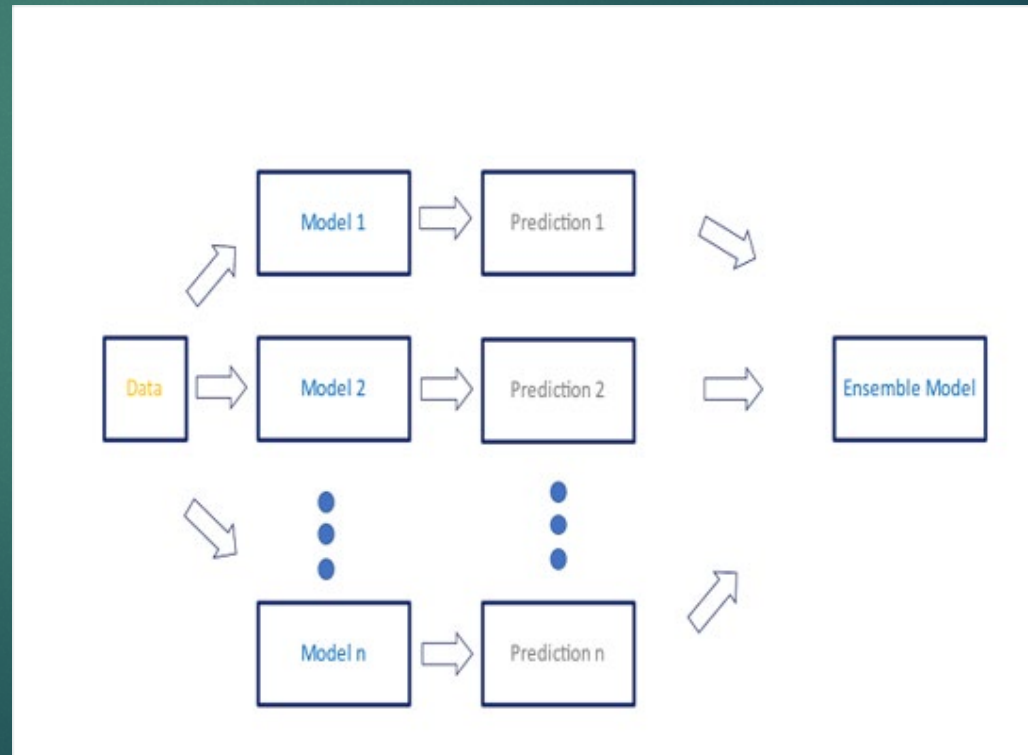 Model 1
Prediction 1
Data
Model 2
Prediction 2
Ensemble Model
Model n
Prediction n